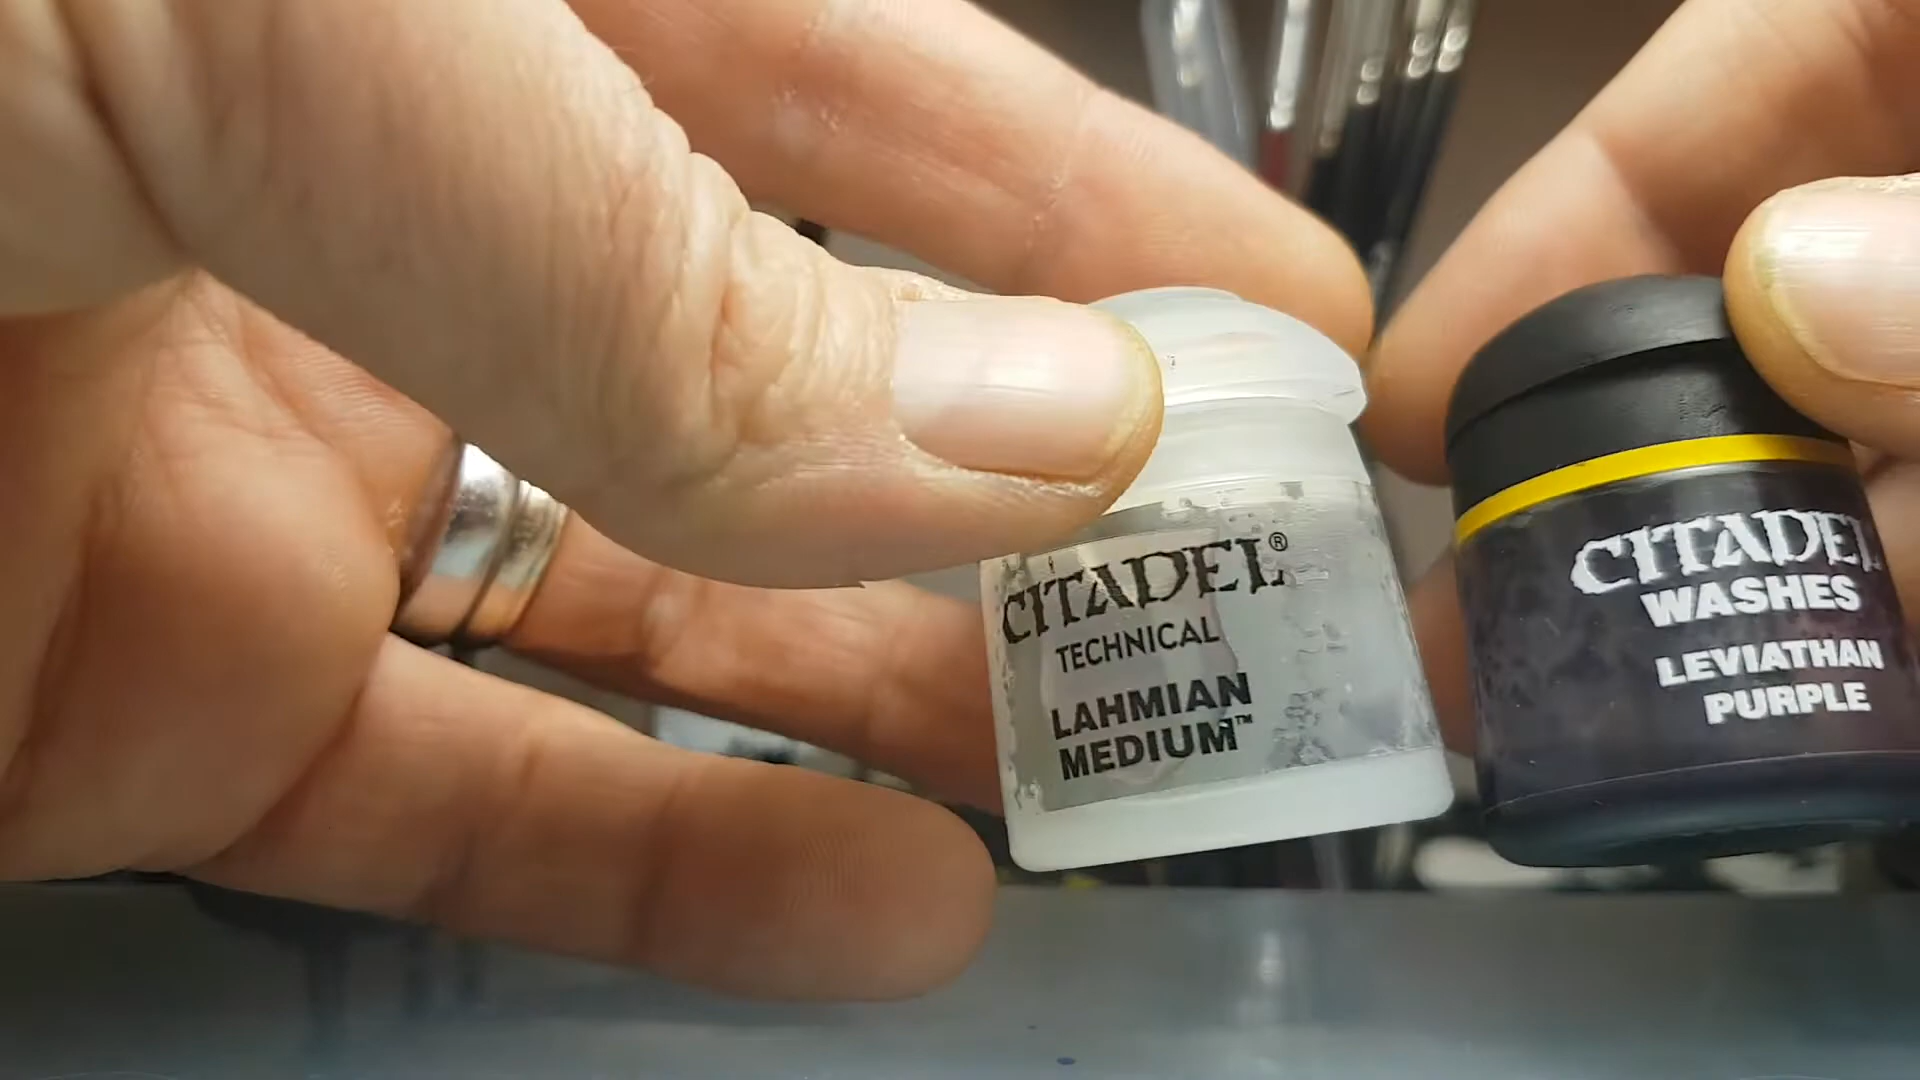 CITADEL®
TECHNICAL
LAHMIAN
MEDIUM™
CITADEL
WASHES
LEVIATHAN
PURPLE